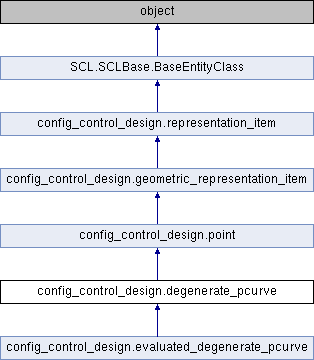 object
SCL.SCLBase.BaseEntityClass
config_control_design.representation_item
config_control_design.geometric_representation_item
config_control_design.point
config_control_design.degenerate_pcurve
config_control_design.evaluated_degenerate_pcurve